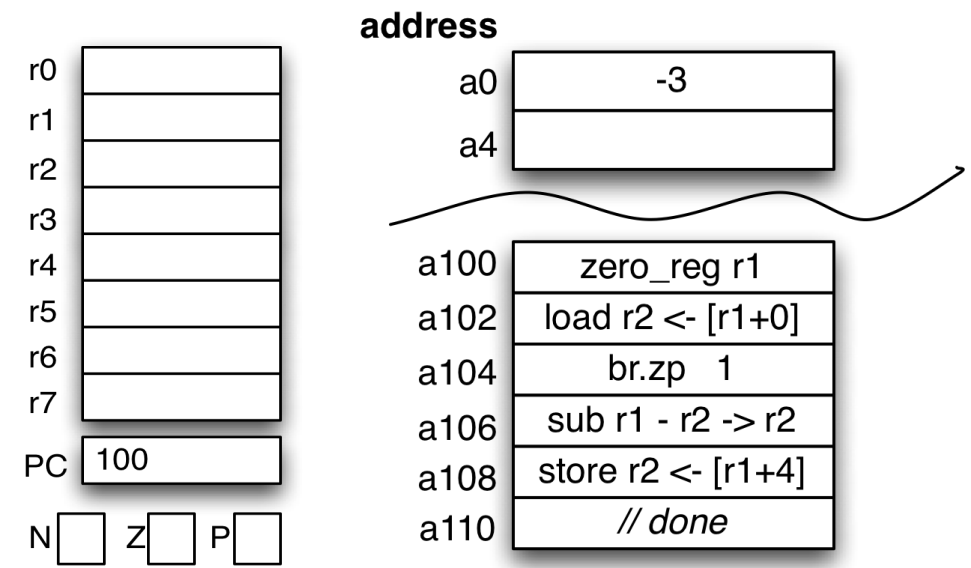 address
r0
r1
r2
r3
r4
r5
r6
r7
PC 100
N Z P
a0 -3
a4
a100 zero_reg r1
a102 load r2 <- [r1+0]
a104 br.zp 1
a106 sub r1 - r2 -> r2
a108 store r2 <- [r1+4]
a110 // done